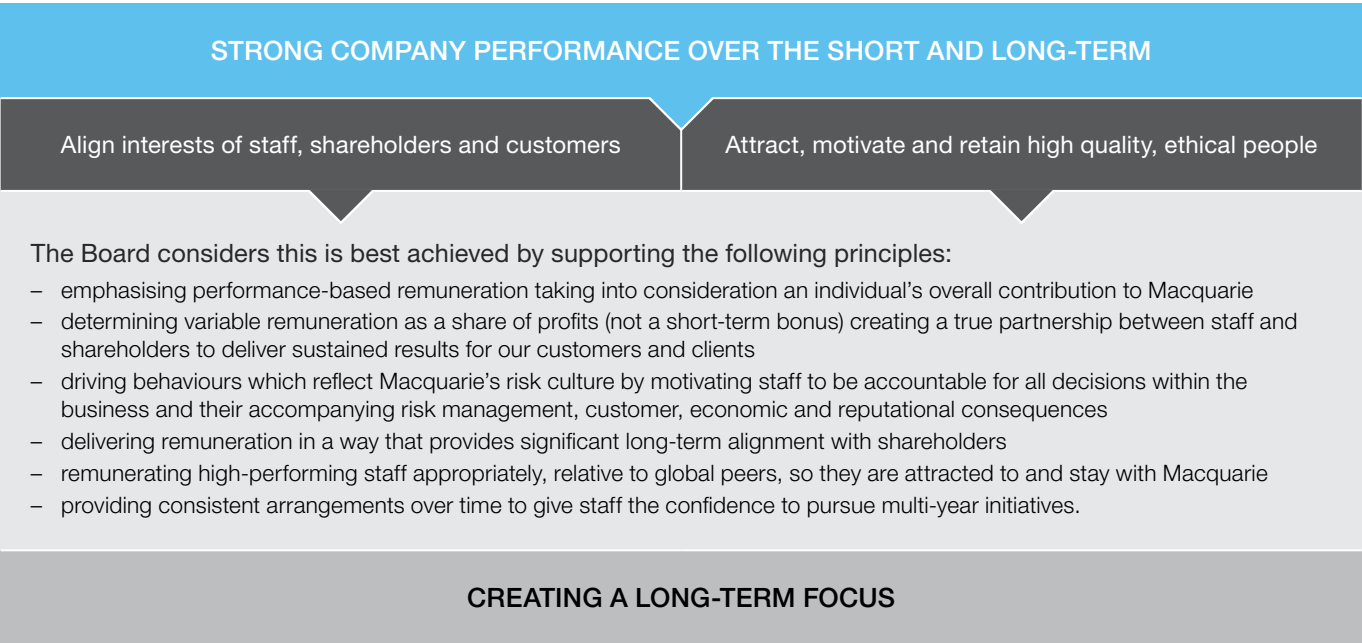 STRONG COMPANY PERFORMANCE OVER THE SHORT AND LONG-TERM
Align interests of staff, shareholders and customers
Attract, motivate and retain high quality, ethical people
The Board considers this is best achieved by supporting the following principles:
– emphasising performance-based remuneration taking into consideration an individual’s overall contribution to Macquarie
– determining variable remuneration as a share of profits (not a short-term bonus) creating a true partnership between staff and
shareholders to deliver sustained results for our customers and clients
– driving behaviours which reflect Macquarie’s risk culture by motivating staff to be accountable for all decisions within the
business and their accompanying risk management, customer, economic and reputational consequences
– delivering remuneration in a way that provides significant long-term alignment with shareholders
– remunerating high-performing staff appropriately, relative to global peers, so they are attracted to and stay with Macquarie
– providing consistent arrangements over time to give staff the confidence to pursue multi-year initiatives.
CREATING A LONG-TERM FOCUS